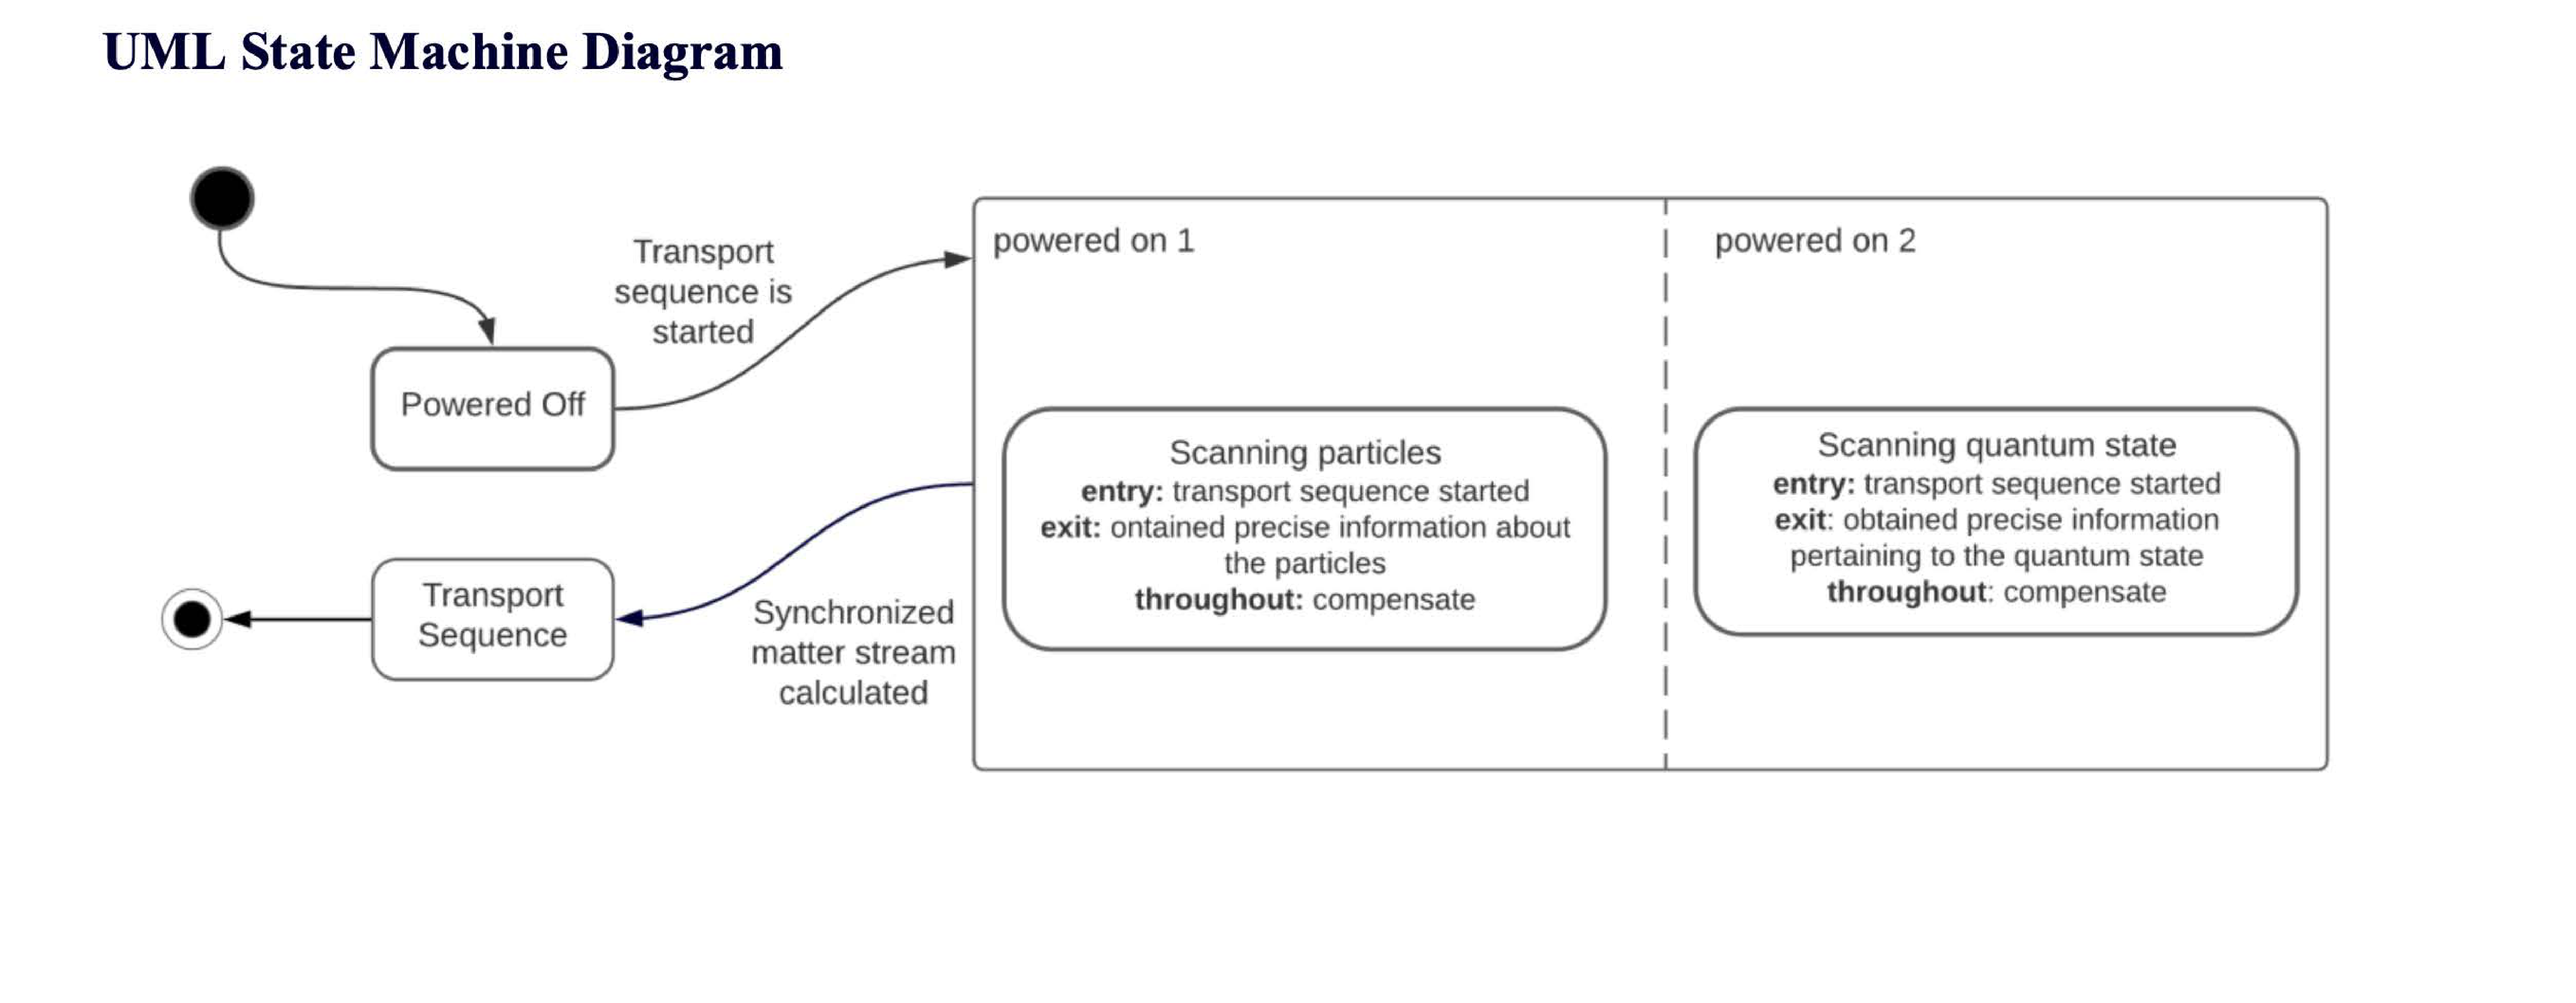 UML State Machine Diagram
Transport
sequence is
started
powered on 1
powered on 2
Powered Off
Scanning particles
entry: transport sequence started
exit: ontained precise information about
the particles
throughout: compensate
Scanning quantum state
entry: transport sequence started
exit: obtained precise information
pertaining to the quantum state
throughout: compensate
Transport
Sequence
Synchronized
matter stream
calculated